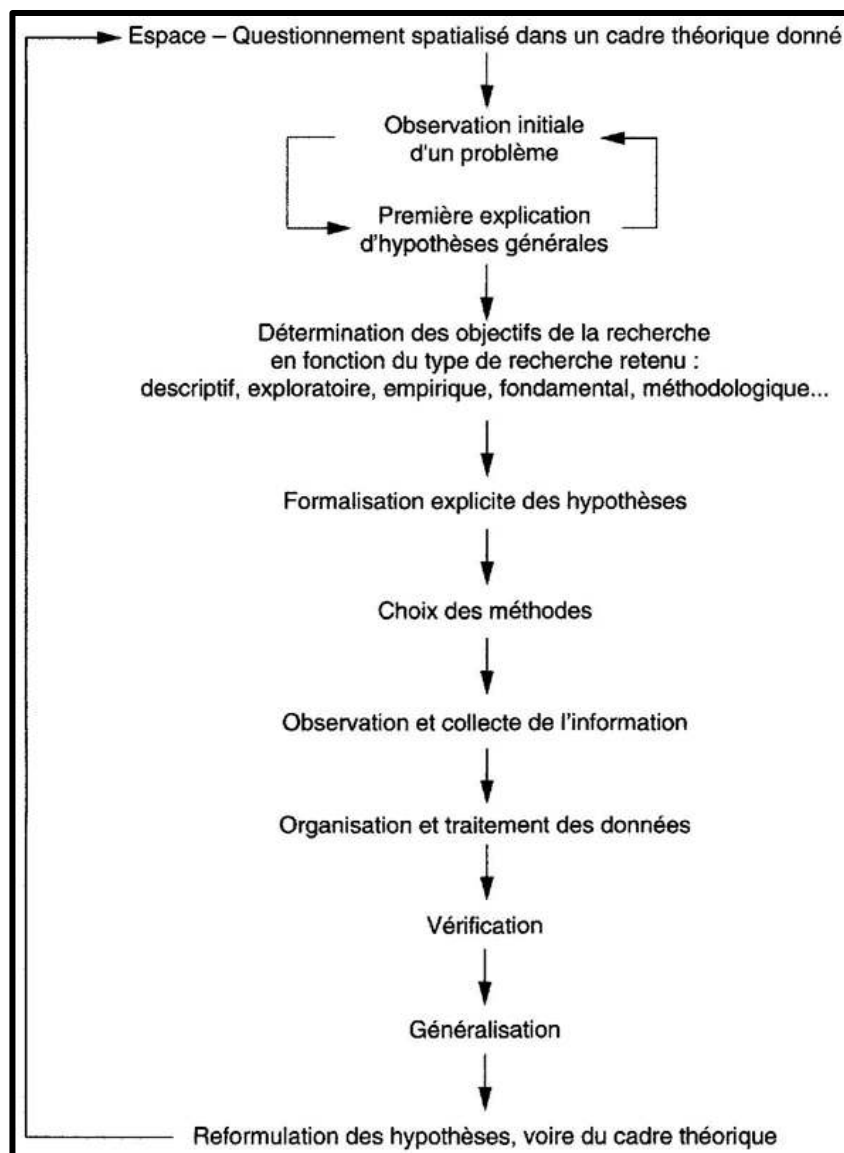 Espace – Questionnement spatialisé dans un cadre théorique donné
Observation initiale
d'un problème
Première explication
d'hypothèses générales
Détermination des objectifs de la recherche
en fonction du type de recherche retenu :
descriptif, exploratoire, empirique, fondamental, méthodologique...
Formalisation explicite des hypothèses
Choix des méthodes
Observation et collecte de l'information
Organisation et traitement des données
Vérification
Généralisation
Reformulation des hypothèses, voire du cadre théorique